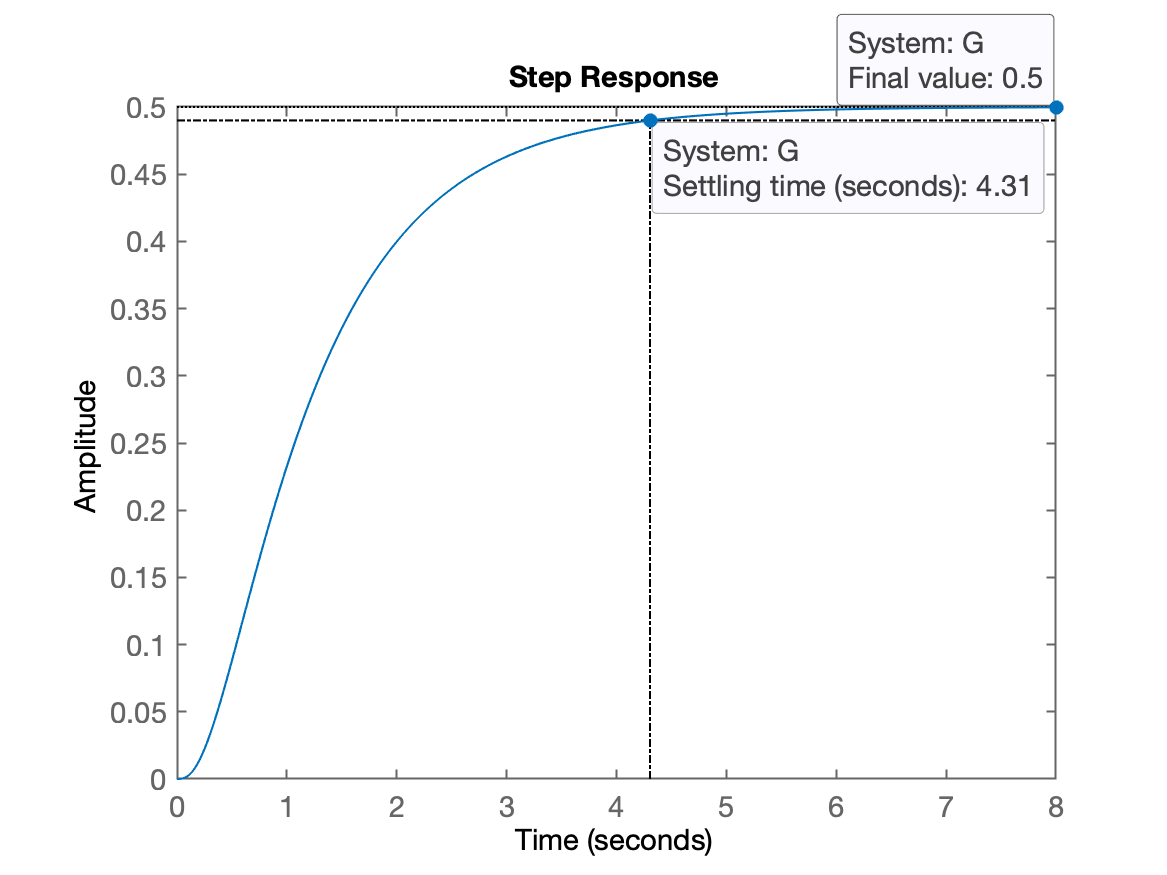 System: G
Final value: 0.5
Step Response
System: G
Settling time (seconds): 4.31
0.5
0.45
0.4
0.35
0.3
0.25
0.2
0.15
0.1
0.05
0
Amplitude
0 1 2 3 4 5 6 7 8
Time (seconds)